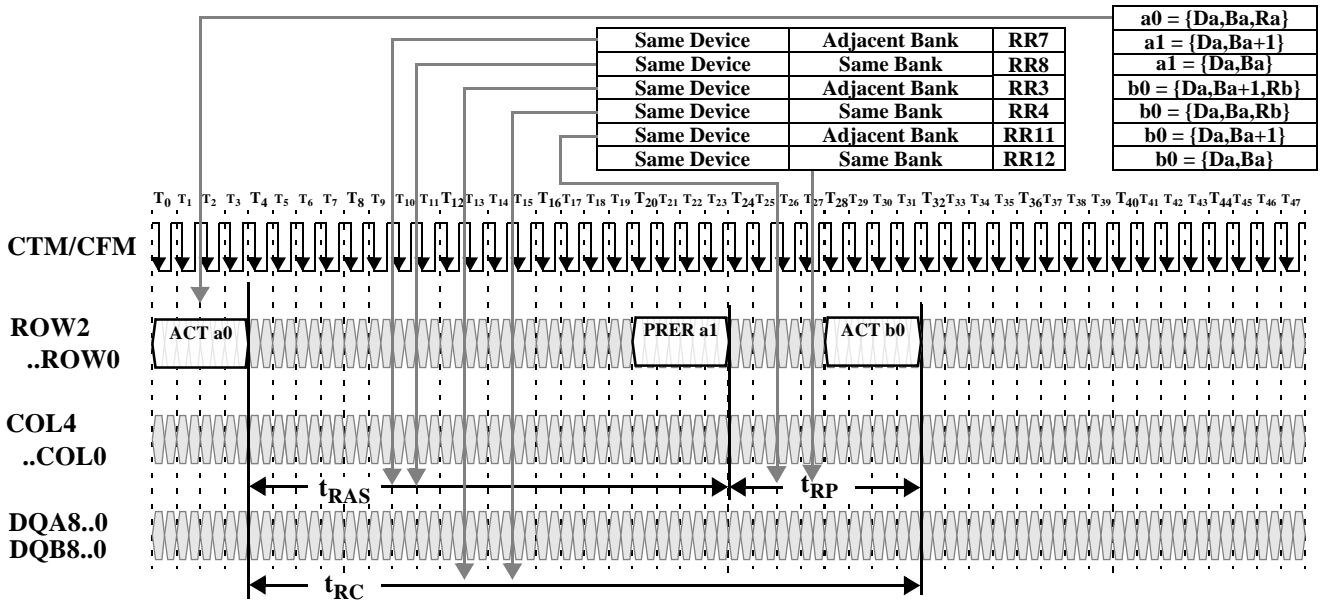 a0 = {Da,Ba,Ra}
Same Device Adjacent Bank RR7 a1 = {Da,Ba+1}
Same Device Same Bank RR8 a1 = {Da,Ba}
Same Device Adjacent Bank RR3 b0 = {Da,Ba+1,Rb}
Same Device Same Bank RR4 b0 = {Da,Ba,Rb}
Same Device Adjacent Bank RR11 b0 = {Da,Ba+1}
Same Device Same Bank RR12 b0 = {Da,Ba}
T0 T1 T2 T3 T4 T5 T6 T7 T8 T9 T10 T11 T12 T13 T14 T15 T16 T17 T18 T19 T20 T21 T22 T23 T24 T25 T26 T27 T28 T29 T30 T31 T32 T33 T34 T35 T36 T37 T38 T39 T40 T41 T42 T43 T44 T45 T46 T47
CTM/CFM
ROW2
..ROW0
ACT a0 PRER a1 ACT b0
COL4
..COL0
tRAS tRP
DQA8..0
DQB8..0
tRC